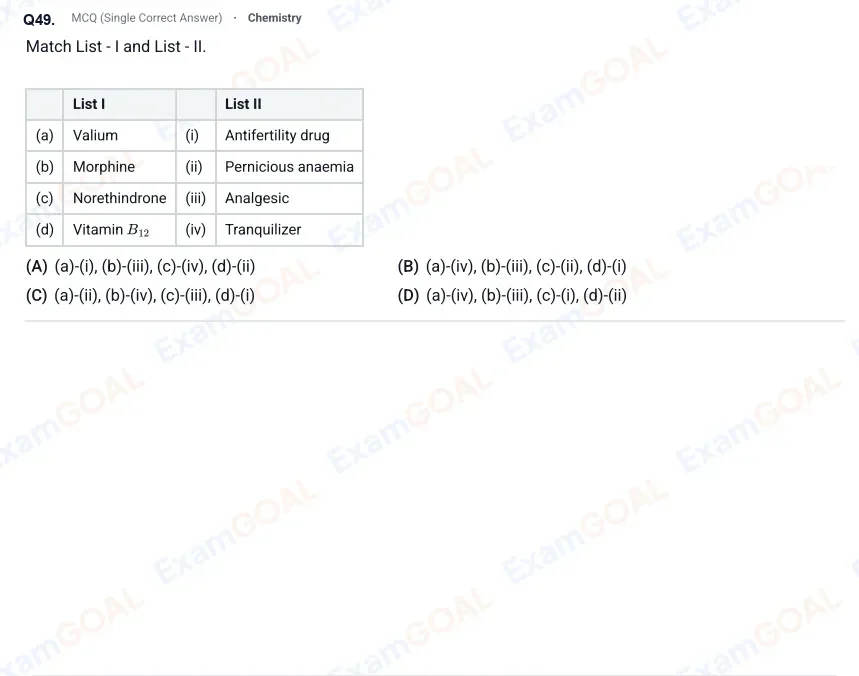 Q49. MCQ (Single Correct Answer) · Chemistry
Match List - I and List - II.
List I List II
(a) Valium (i) Antifertility drug
(b) Morphine (ii) Pernicious anaemia
(c) Norethindrone (iii) Analgesic
(d) Vitamin B₁₂ (iv) Tranquilizer
(A) (a)-(i), (b)-(iii), (c)-(iv), (d)-(ii) (B) (a)-(iv), (b)-(iii), (c)-(ii), (d)-(i)
(C) (a)-(ii), (b)-(iv), (c)-(iii), (d)-(i) (D) (a)-(iv), (b)-(iii), (c)-(i), (d)-(ii)
ExamGOAL